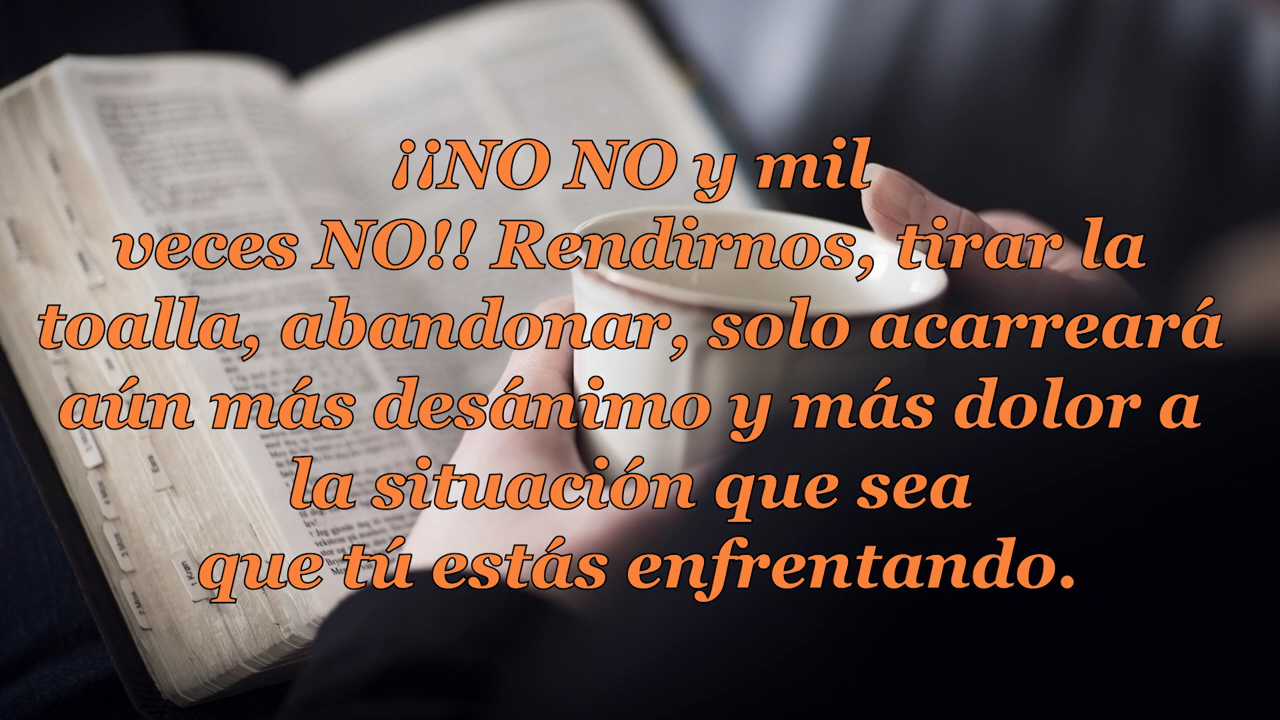 ¡¡NO NO y mil
veces NO!! Rendirnos, tirar la
toalla, abandonar, solo acarreará
aún más desánimo y más dolor a
la situación que sea
que tú estás enfrentando.